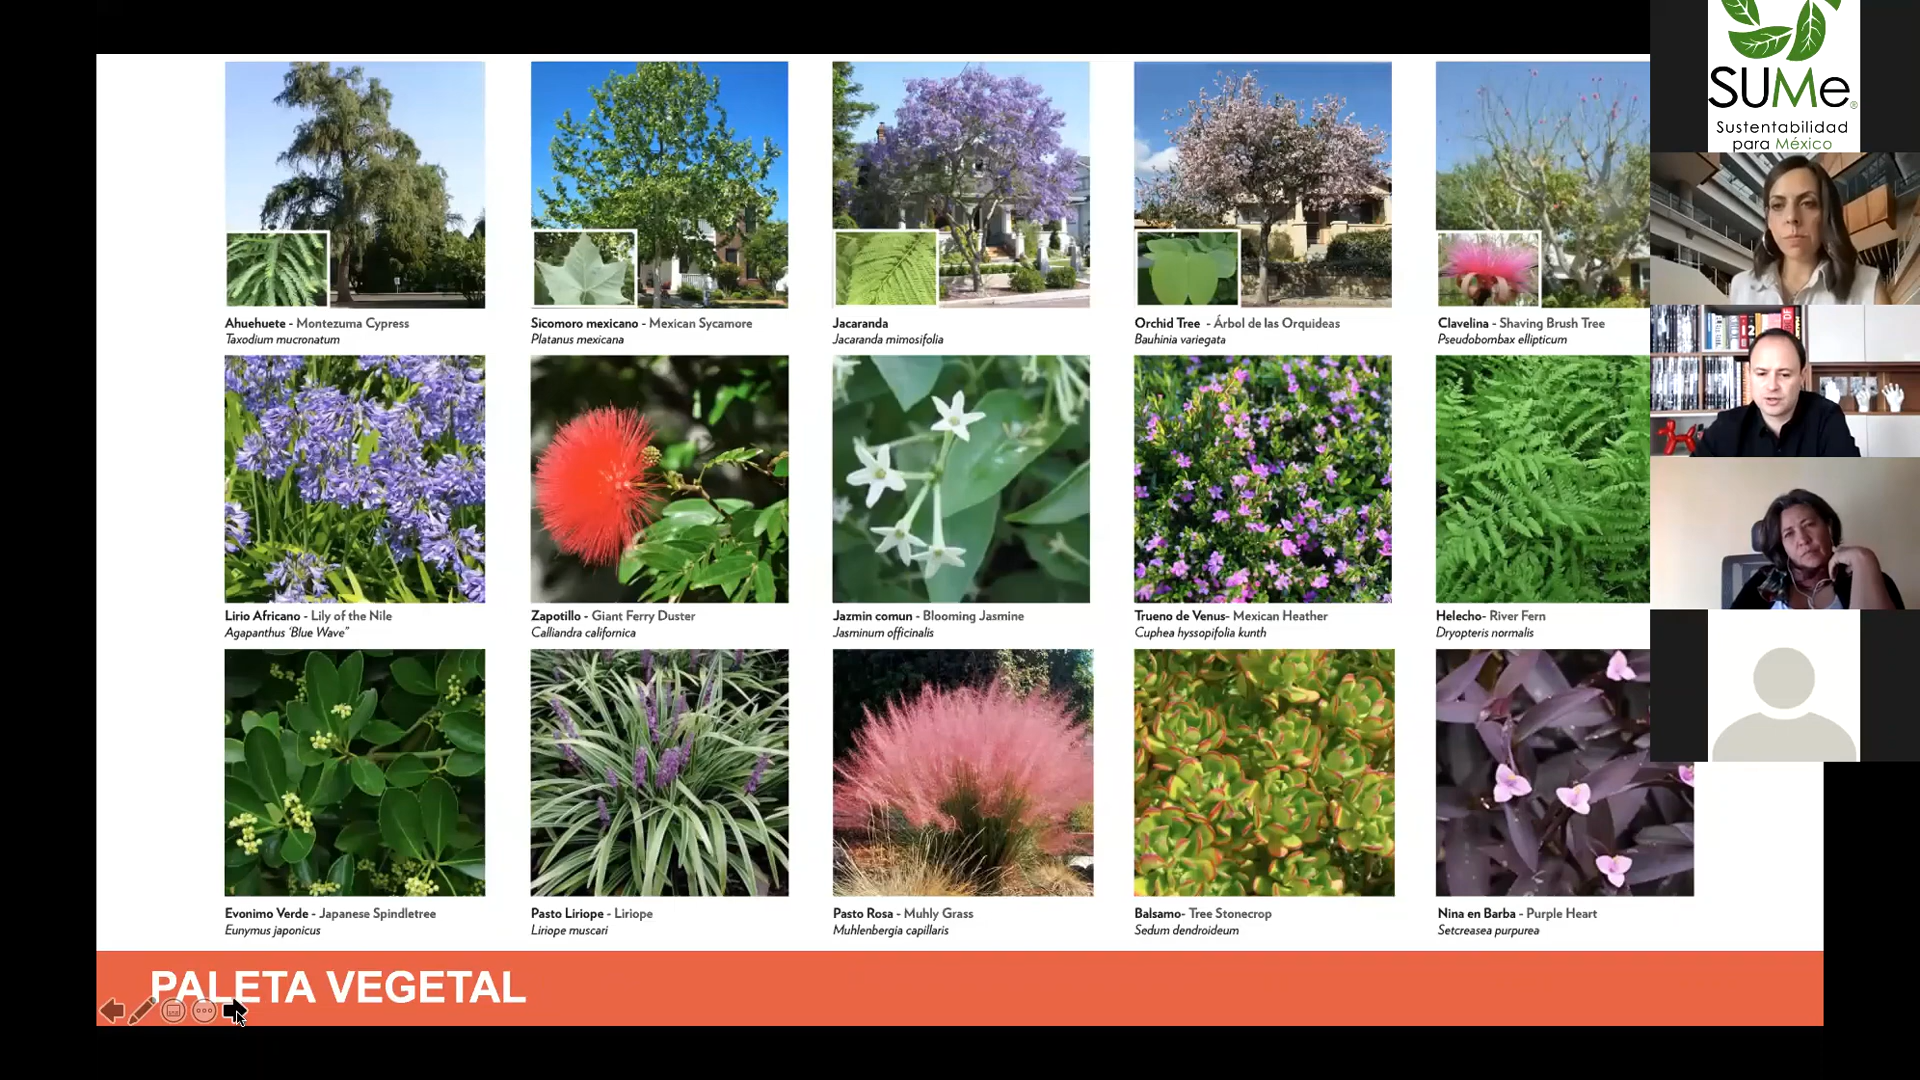 SUMe®
Sustentabilidad
para México
Ahuehuete - Montezuma Cypress
Taxodium mucronatum
Sicomoro mexicano - Mexican Sycamore
Platanus mexicana
Jacaranda
Jacaranda mimosifolia
Orchid Tree - Árbol de las Orquideas
Bauhinia variegata
Clavelina - Shaving Brush Tree
Pseudobombax ellipticum
Lirio Africano - Lily of the Nile
Agapanthus 'Blue Wave"
Zapotillo - Giant Ferry Duster
Calliandra californica
Jazmin comun - Blooming Jasmine
Jasminum officinalis
Trueno de Venus- Mexican Heather
Cuphea hyssopifolia kunth
Helecho- River Fern
Dryopteris normalis
Evonimo Verde - Japanese Spindletree
Eunymus japonicus
Pasto Liriope - Liriope
Liriope muscari
Pasto Rosa - Muhly Grass
Muhlenbergia capillaris
Balsamo- Tree Stonecrop
Sedum dendroideum
Nina en Barba - Purple Heart
Setcreasea purpurea
PALETA VEGETAL